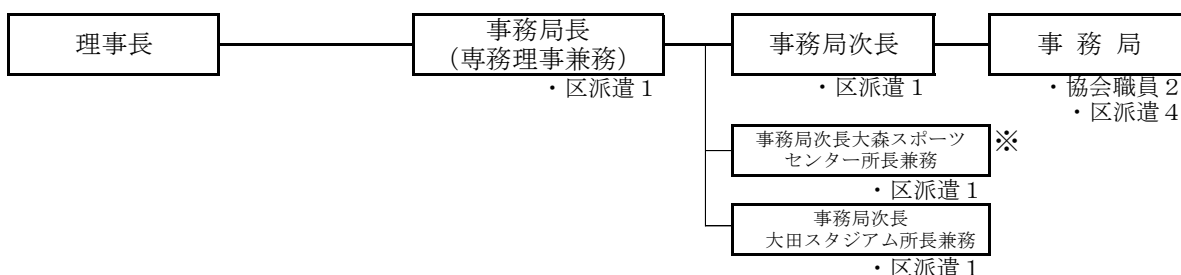 理事長
事務局長
(専務理事兼務)
・区派遣1
事務局次長
・区派遣1
事 務 局
・協会職員2
・区派遣4
事務局次長大森スポーツ
センター所長兼務
※
・区派遣1
事務局次長
大田スタジアム所長兼務
・区派遣1